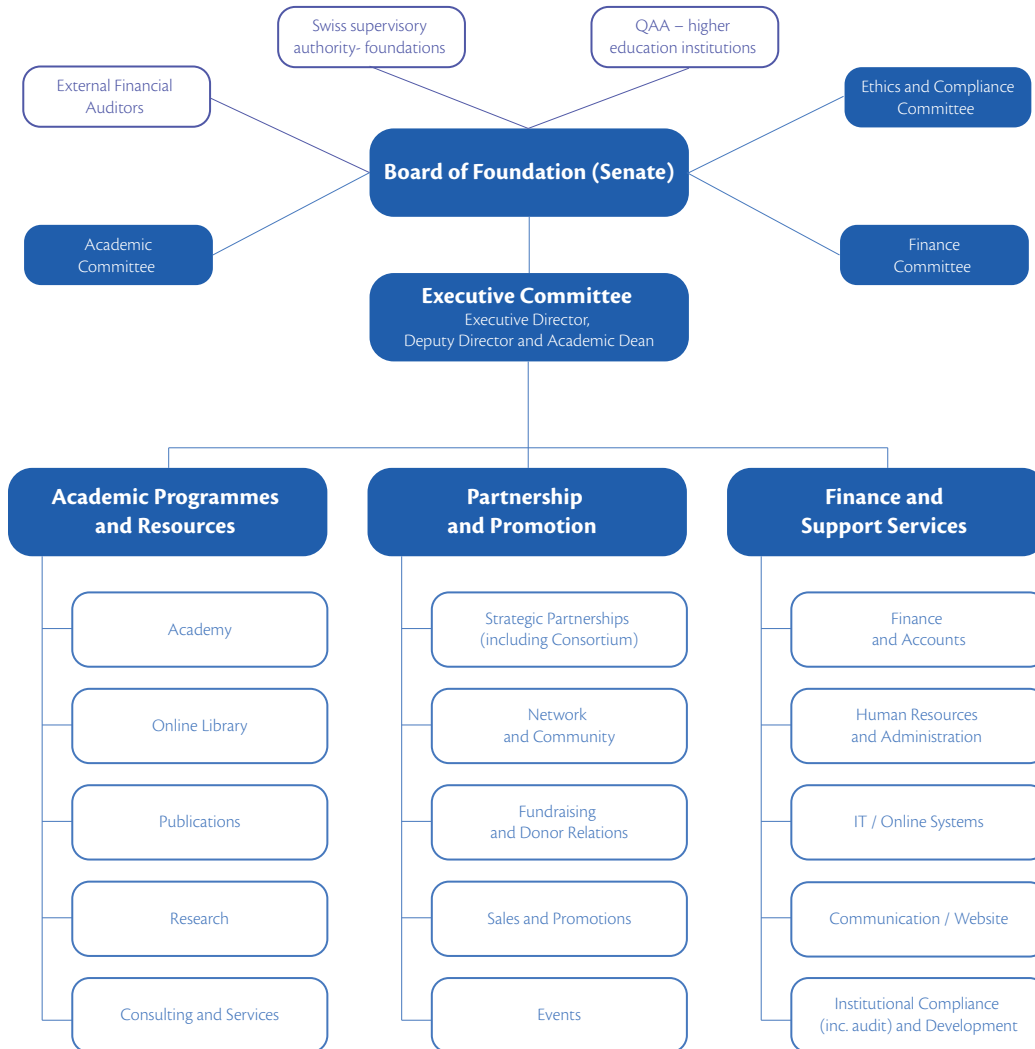 Swiss supervisory
authority- foundations
QAA – higher
education institutions
External Financial
Auditors
Ethics and Compliance
Committee
Board of Foundation (Senate)
Academic
Committee
Finance
Committee
Executive Committee
Executive Director,
Deputy Director and Academic Dean
Academic Programmes
and Resources
Academy
Online Library
Publications
Research
Consulting and Services
Partnership
and Promotion
Strategic Partnerships
(including Consortium)
Network
and Community
Fundraising
and Donor Relations
Sales and Promotions
Events
Finance and
Support Services
Finance
and Accounts
Human Resources
and Administration
IT / Online Systems
Communication / Website
Institutional Compliance
(inc. audit) and Development